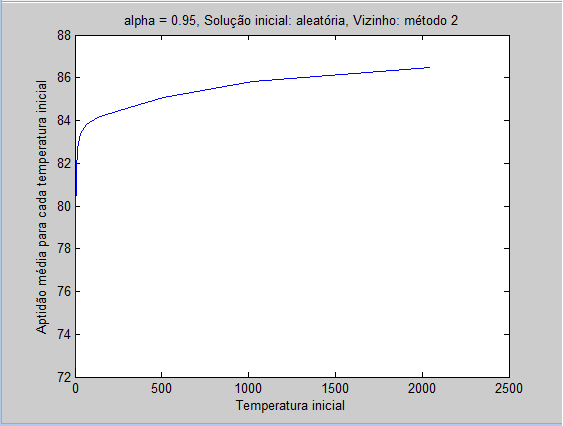 alpha = 0.95, Solução inicial: aleatória, Vizinho: método 2
88
86
84
82
80
78
76
74
72
Aptidão média para cada temperatura inicial
0 500 1000 1500 2000 2500
Temperatura inicial